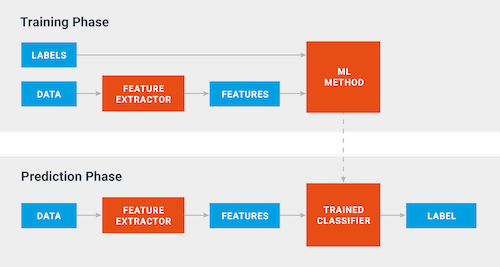 Training Phase
LABELS
ML
METHOD
DATA
FEATURE
EXTRACTOR
FEATURES
Prediction Phase
DATA
FEATURE
EXTRACTOR
FEATURES
TRAINED
CLASSIFIER
LABEL